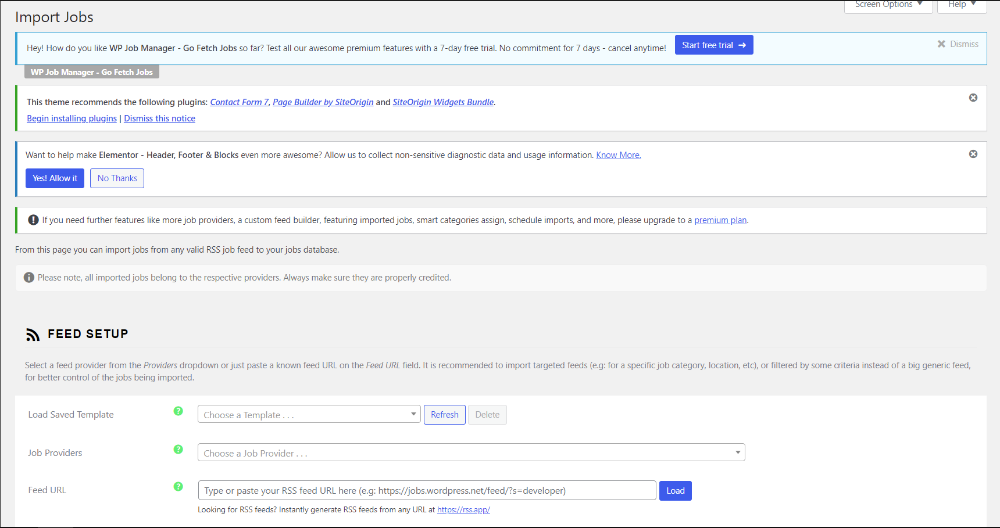 Screen Options Help
Import Jobs
Hey! How do you like WP Job Manager - Go Fetch Jobs so far? Test all our awesome premium features with a 7-day free trial. No commitment for 7 days - cancel anytime! Start free trial → Dismiss
WP Job Manager - Go Fetch Jobs
This theme recommends the following plugins: Contact Form 7, Page Builder by SiteOrigin and SiteOrigin Widgets Bundle.
Begin installing plugins | Dismiss this notice
Want to help make Elementor - Header, Footer & Blocks even more awesome? Allow us to collect non-sensitive diagnostic data and usage information. Know More.
Yes! Allow it No Thanks
If you need further features like more job providers, a custom feed builder, featuring imported jobs, smart categories assign, schedule imports, and more, please upgrade to a premium plan.
From this page you can import jobs from any valid RSS job feed to your jobs database.
Please note, all imported jobs belong to the respective providers. Always make sure they are properly credited.
FEED SETUP
Select a feed provider from the Providers dropdown or just paste a known feed URL on the Feed URL field. It is recommended to import targeted feeds (e.g: for a specific job category, location, etc), or filtered by some criteria instead of a big generic feed,
for better control of the jobs being imported.
Load Saved Template ? Choose a Template . . . Refresh Delete
Job Providers ? Choose a Job Provider . . .
Feed URL ? Type or paste your RSS feed URL here (e.g: https://jobs.wordpress.net/feed/?s=developer) Load
Looking for RSS feeds? Instantly generate RSS feeds from any URL at https://rss.app/